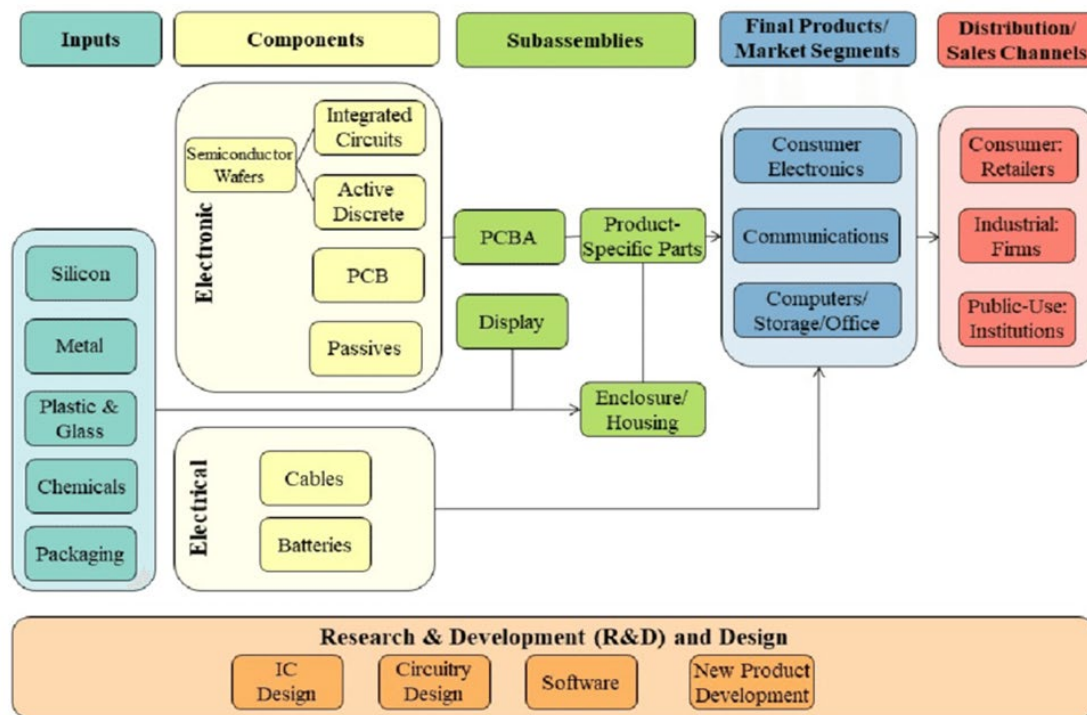 Inputs
Components
Subassemblies
Final Products/
Market Segments
Distribution/
Sales Channels
Silicon
Metal
Plastic &
Glass
Chemicals
Packaging
Electronic
Semiconductor
Wafers
Integrated
Circuits
Active
Discrete
PCB
Passives
Electrical
Cables
Batteries
PCBA
Display
Product-
Specific Parts
Enclosure/
Housing
Consumer
Electronics
Communications
Computers/
Storage/Office
Consumer:
Retailers
Industrial:
Firms
Public-Use:
Institutions
Research & Development (R&D) and Design
IC
Design
Circuitry
Design
Software
New Product
Development